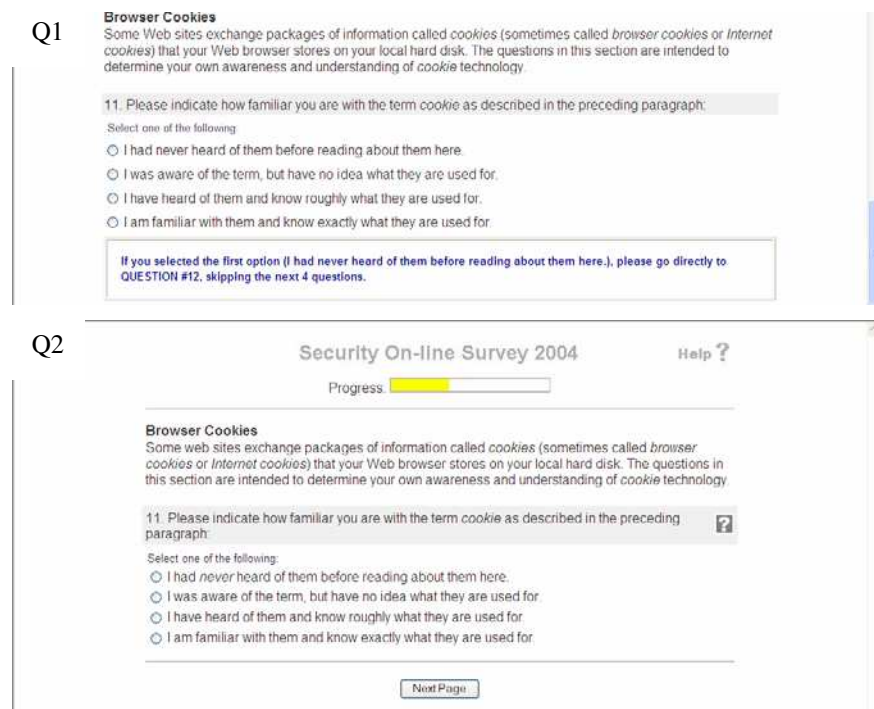 Q1
Browser Cookies
Some Web sites exchange packages of information called cookies (sometimes called browser cookies or Internet
cookies) that your Web browser stores on your local hard disk. The questions in this section are intended to
determine your own awareness and understanding of cookie technology.
11. Please indicate how familiar you are with the term cookie as described in the preceding paragraph:
Select one of the following
I had never heard of them before reading about them here.
I was aware of the term, but have no idea what they are used for.
I have heard of them and know roughly what they are used for.
I am familiar with them and know exactly what they are used for.
If you selected the first option (I had never heard of them before reading about them here.), please go directly to
QUESTION #12, skipping the next 4 questions.
Q2
Security On-line Survey 2004
Help ?
Progress:
Browser Cookies
Some web sites exchange packages of information called cookies (sometimes called browser
cookies or Internet cookies) that your Web browser stores on your local hard disk. The questions in
this section are intended to determine your own awareness and understanding of cookie technology.
11. Please indicate how familiar you are with the term cookie as described in the preceding
paragraph:
?
Select one of the following:
I had never heard of them before reading about them here.
I was aware of the term, but have no idea what they are used for.
I have heard of them and know roughly what they are used for.
I am familiar with them and know exactly what they are used for.
Next Page